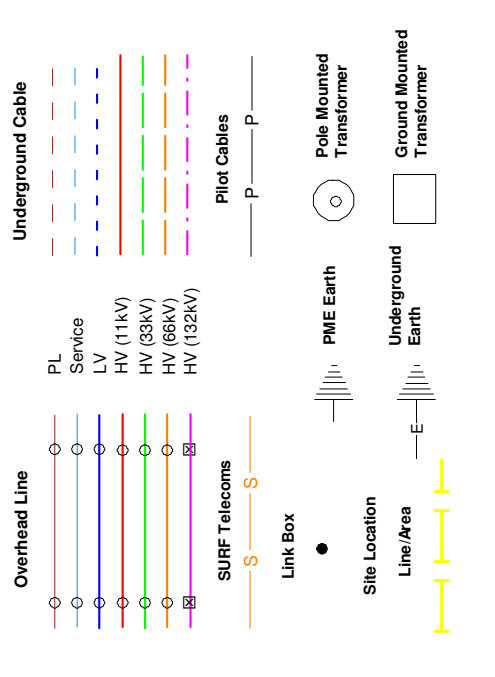 Overhead Line
Underground Cable
PL
Service
LV
HV (11kV)
HV (33kV)
HV (66kV)
HV (132kV)
SURF Telecoms
S S
Pilot Cables
P P
Link Box
PME Earth
Pole Mounted
Transformer
Site Location
Line/Area
E
Underground
Earth
Ground Mounted
Transformer